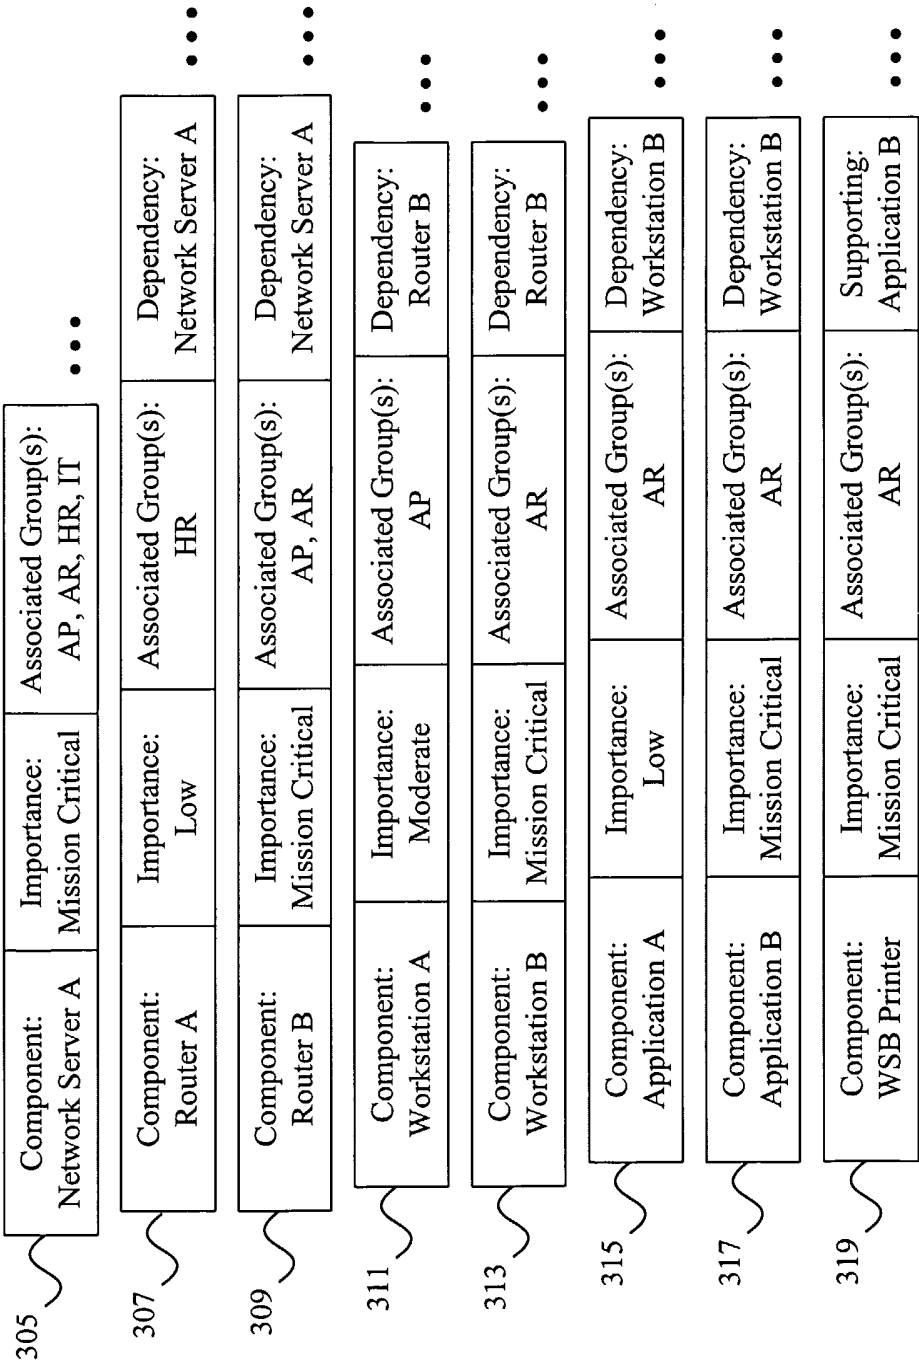 305
Component:
Network Server A
Importance:
Mission Critical
Associated Group(s):
AP, AR, HR, IT
307
Component:
Router A
Importance:
Low
Associated Group(s):
HR
Dependency:
Network Server A
309
Component:
Router B
Importance:
Mission Critical
Associated Group(s):
AP, AR
Dependency:
Network Server A
311
Component:
Workstation A
Importance:
Moderate
Associated Group(s):
AP
Dependency:
Router B
313
Component:
Workstation B
Importance:
Mission Critical
Associated Group(s):
AR
Dependency:
Router B
315
Component:
Application A
Importance:
Low
Associated Group(s):
AR
Dependency:
Workstation B
317
Component:
Application B
Importance:
Mission Critical
Associated Group(s):
AR
Dependency:
Workstation B
319
Component:
WSB Printer
Importance:
Mission Critical
Associated Group(s):
AR
Supporting:
Application B